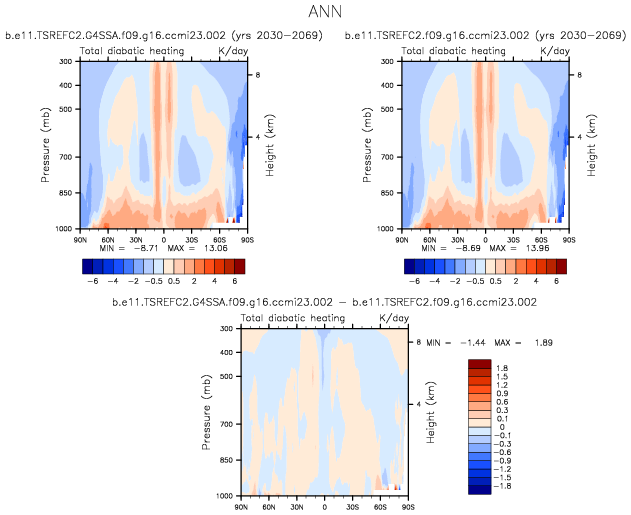 ANN
b.e11.TSREFC2.G4SSA.f09.g16.ccmi23.002 (yrs 2030-2069)
Total diabatic heating K/day
300
400
500
700
850
1000
8
4
Pressure (mb)
Height (km)
90N 60N 30N 0 30S 60S 90S
MIN = -8.71 MAX = 13.06
-6 -4 -2 -0.5 0.5 2 4 6
b.e11.TSREFC2.f09.g16.ccmi23.002 (yrs 2030-2069)
Total diabatic heating K/day
300
400
500
700
850
1000
8
4
Pressure (mb)
Height (km)
90N 60N 30N 0 30S 60S 90S
MIN = -8.69 MAX = 13.96
-6 -4 -2 -0.5 0.5 2 4 6
b.e11.TSREFC2.G4SSA.f09.g16.ccmi23.002 - b.e11.TSREFC2.f09.g16.ccmi23.002
Total diabatic heating K/day
300
400
500
700
850
1000
8
4
Pressure (mb)
Height (km)
90N 60N 30N 0 30S 60S 90S
MIN = -1.44 MAX = 1.89
1.8
1.5
1.2
0.9
0.6
0.3
0.1
0
-0.1
-0.3
-0.6
-0.9
-1.2
-1.5
-1.8